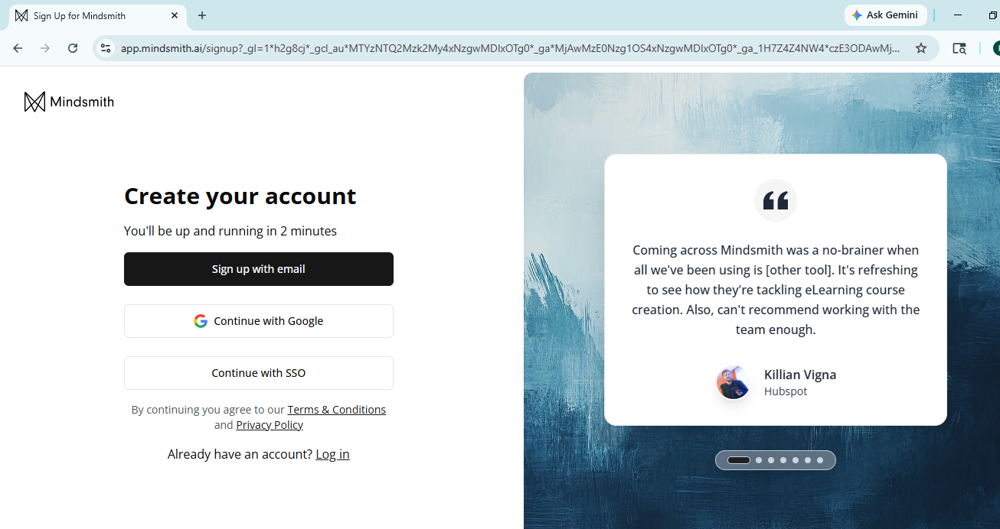 Sign Up for Mindsmith
Ask Gemini
app.mindsmith.ai/signup?_gl=1*h2g8cj*_gcl_au*MTYzNTQ2Mzk2My4xNzgwMDIxOTg0*_ga*MjAwMzE0Nzg1OS4xNzgwMDIxOTg0*_ga_1H7Z4Z4NW4*czE3ODAwMj...
Mindsmith
Create your account
You'll be up and running in 2 minutes
Sign up with email
Continue with Google
Continue with SSO
By continuing you agree to our Terms & Conditions
and Privacy Policy
Already have an account? Log in
Coming across Mindsmith was a no-brainer when
all we've been using is [other tool]. It's refreshing
to see how they're tackling eLearning course
creation. Also, can't recommend working with the
team enough.
Killian Vigna
Hubspot